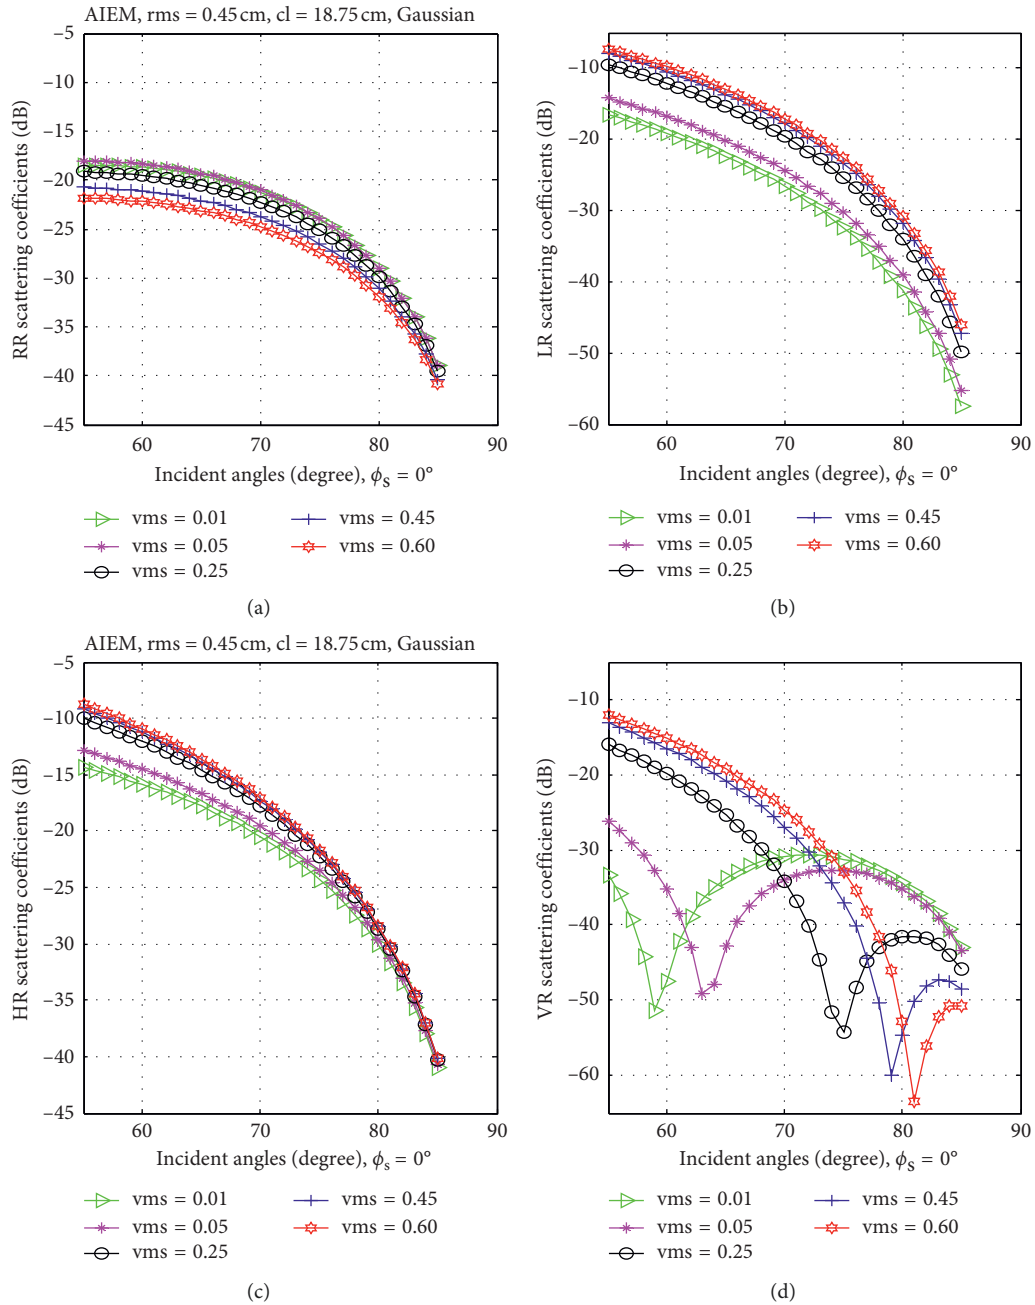 AIEM, rms = 0.45 cm, cl = 18.75 cm, Gaussian
RR scattering coefficients (dB)
−5
−10
−15
−20
−25
−30
−35
−40
−45
60
70
80
90
Incident angles (degree), ϕs = 0°
vms = 0.01
vms = 0.05
vms = 0.25
vms = 0.45
vms = 0.60
(a)
LR scattering coefficients (dB)
−10
−20
−30
−40
−50
−60
60
70
80
90
Incident angles (degree), ϕs = 0°
vms = 0.01
vms = 0.05
vms = 0.25
vms = 0.45
vms = 0.60
(b)
AIEM, rms = 0.45 cm, cl = 18.75 cm, Gaussian
HR scattering coefficients (dB)
−5
−10
−15
−20
−25
−30
−35
−40
−45
60
70
80
90
Incident angles (degree), ϕs = 0°
vms = 0.01
vms = 0.05
vms = 0.25
vms = 0.45
vms = 0.60
(c)
VR scattering coefficients (dB)
−10
−20
−30
−40
−50
−60
60
70
80
90
Incident angles (degree), ϕs = 0°
vms = 0.01
vms = 0.05
vms = 0.25
vms = 0.45
vms = 0.60
(d)